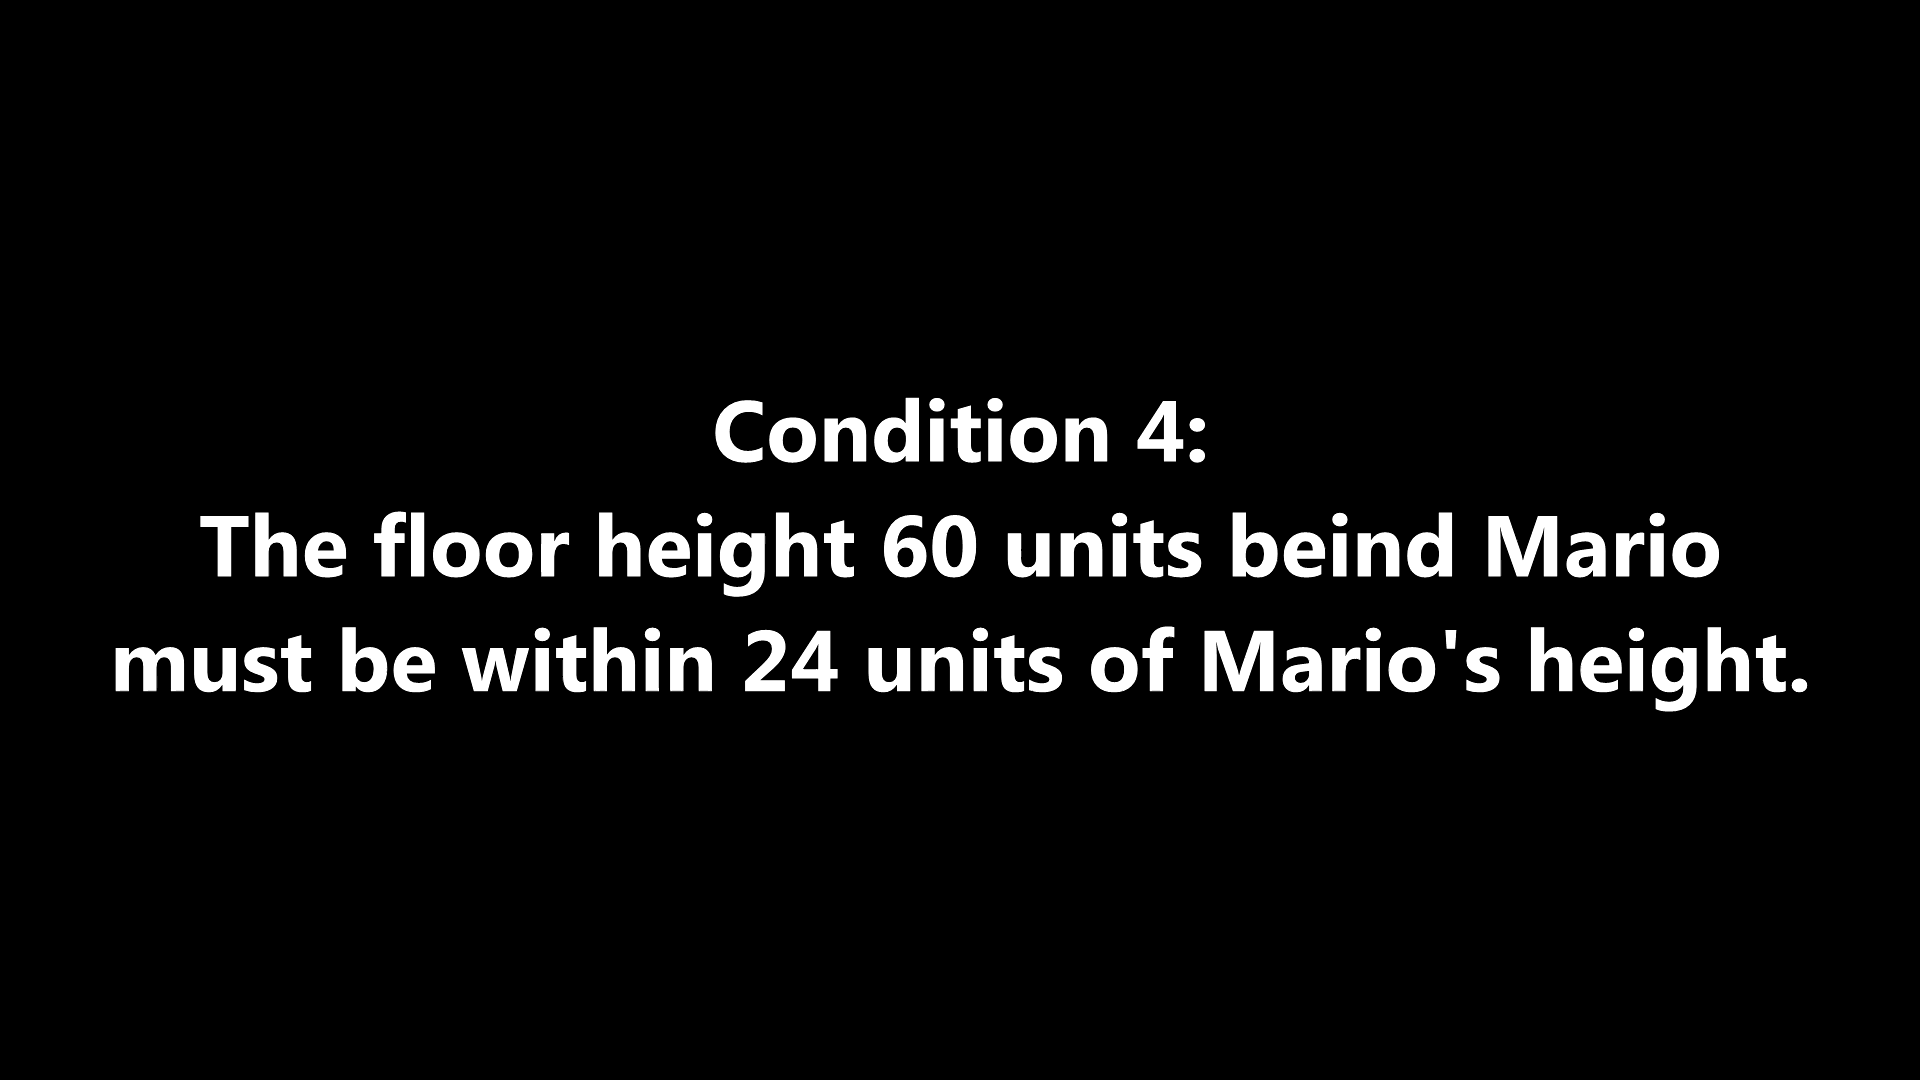 Condition 4:
The floor height 60 units beind Mario
must be within 24 units of Mario's height.